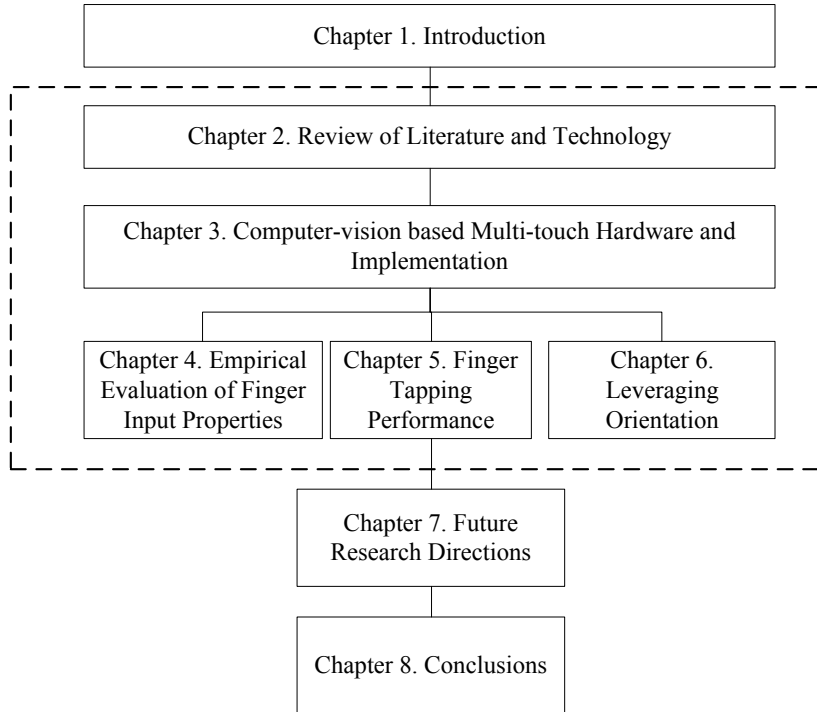 Chapter 1. Introduction
Chapter 2. Review of Literature and Technology
Chapter 3. Computer-vision based Multi-touch Hardware and
Implementation
Chapter 4. Empirical
Evaluation of Finger
Input Properties
Chapter 5. Finger
Tapping
Performance
Chapter 6.
Leveraging
Orientation
Chapter 7. Future
Research Directions
Chapter 8. Conclusions